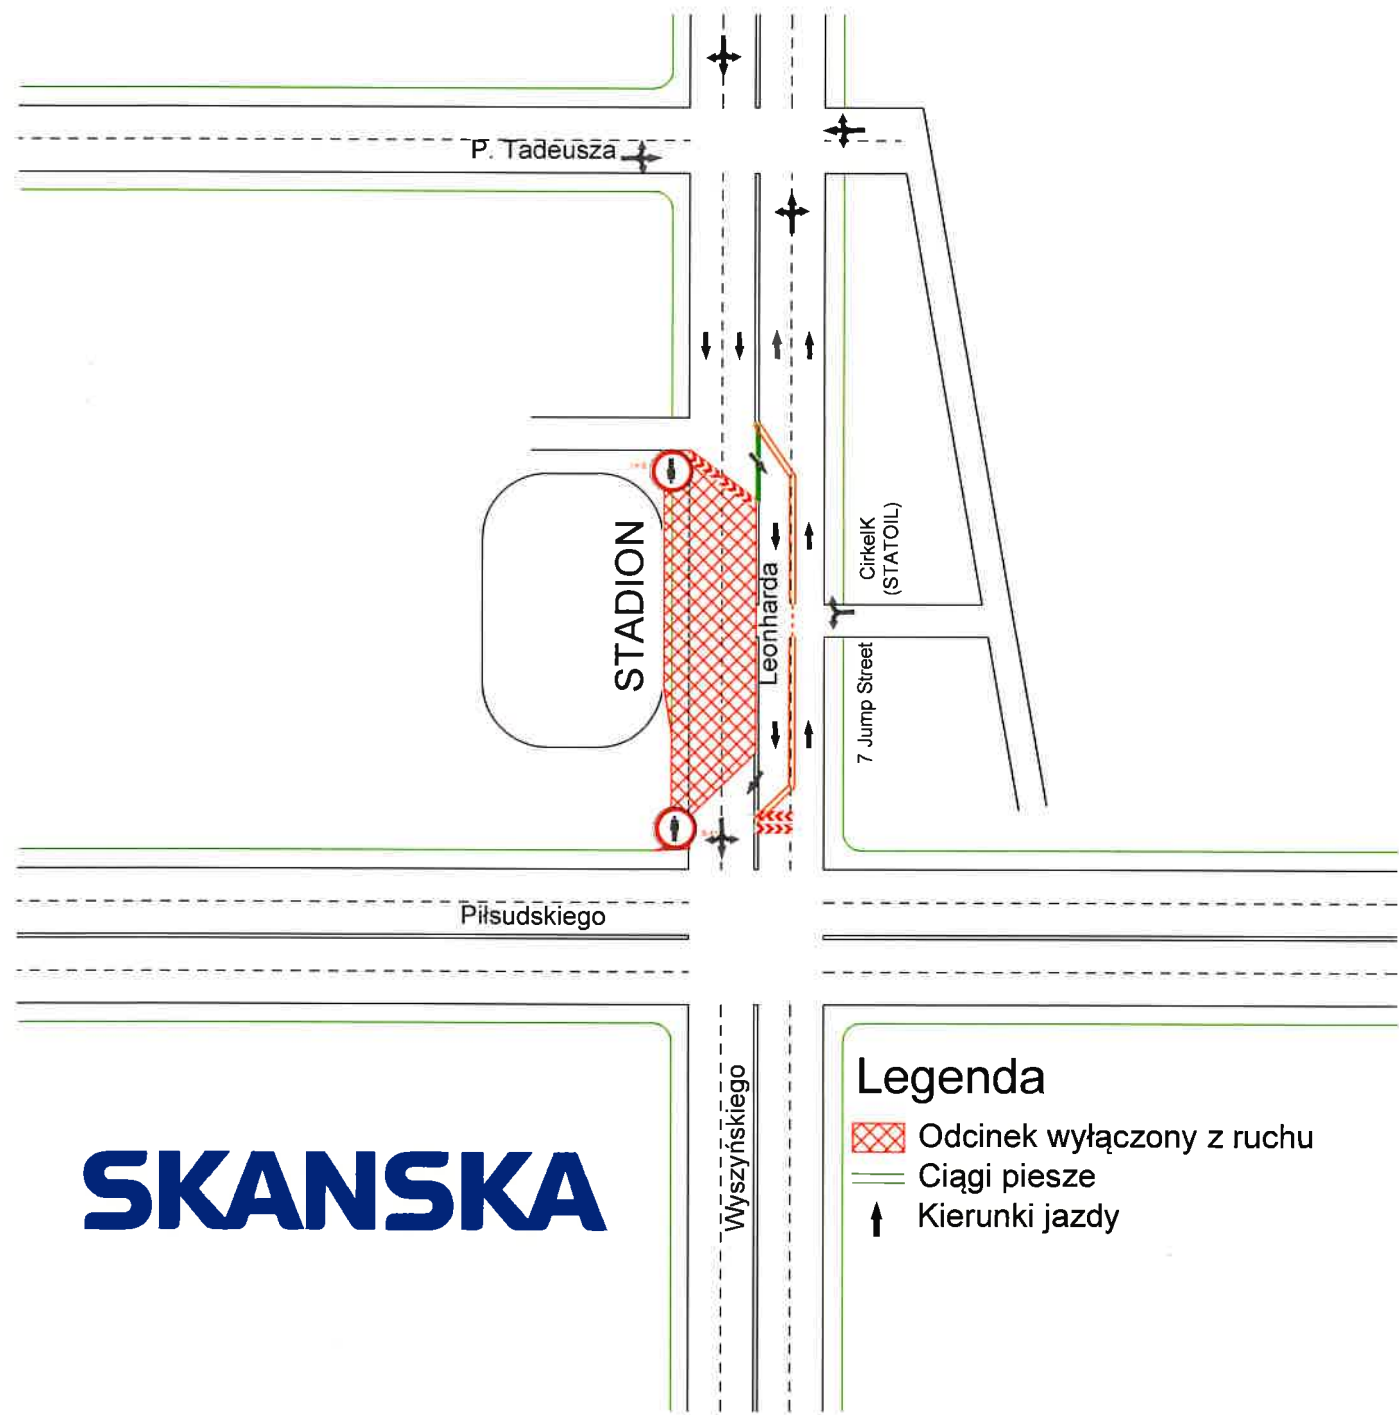 P. Tadeusza
STADION
Leonharda
CirkelK
(STATOIL)
7 Jump Street
Piłsudskiego
Wyszyńskiego
SKANSKA
Legenda
Odcinek wyłączony z ruchu
Ciągi piesze
Kierunki jazdy